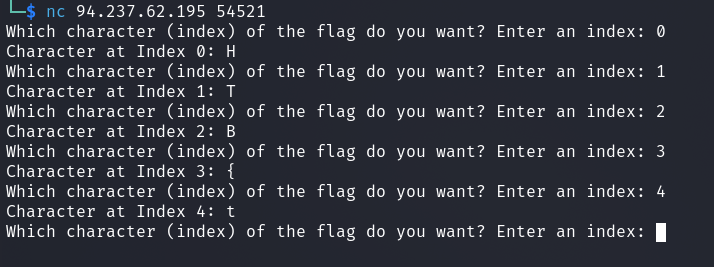 └─$ nc 94.237.62.195 54521
Which character (index) of the flag do you want? Enter an index: 0
Character at Index 0: H
Which character (index) of the flag do you want? Enter an index: 1
Character at Index 1: T
Which character (index) of the flag do you want? Enter an index: 2
Character at Index 2: B
Which character (index) of the flag do you want? Enter an index: 3
Character at Index 3: {
Which character (index) of the flag do you want? Enter an index: 4
Character at Index 4: t
Which character (index) of the flag do you want? Enter an index: